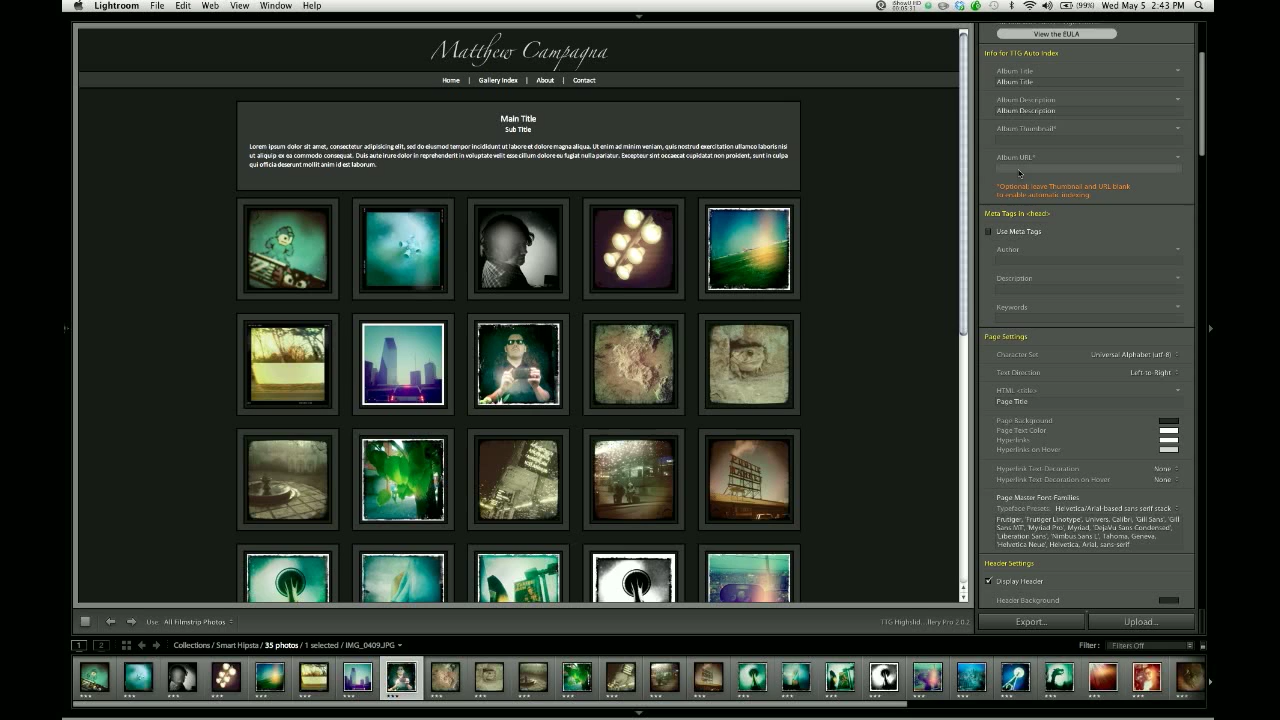 Lightroom File Edit Web View Window Help
(99%) Wed May 5 2:43 PM
Matthew Campagna
Home | Gallery Index | About | Contact
Main Title
Sub Title
Lorem ipsum dolor sit amet, consectetur adipisicing elit, sed do eiusmod tempor incididunt ut labore et dolore magna aliqua. Ut enim ad minim veniam, quis nostrud exercitation ullamco laboris nisi
ut aliquip ex ea commodo consequat. Duis aute irure dolor in reprehenderit in voluptate velit esse cillum dolore eu fugiat nulla pariatur. Excepteur sint occaecat cupidatat non proident, sunt in culpa
qui officia deserunt mollit anim id est laborum.
View the EULA
Info for TTG Auto Index
Album Title
Album Title
Album Description
Album Description
Album Thumbnail*
Album URL*
*Optional: leave Thumbnail and URL blank
to enable automatic indexing.
Meta Tags in <head>
Use Meta Tags
Author
Description
Keywords
Page Settings
Character Set Universal Alphabet (utf-8)
Text Direction Left-to-Right
HTML <title>
Page Title
Page Background
Page Text Color
Hyperlinks
Hyperlinks on Hover
Hyperlink Text-Decoration None
Hyperlink Text-Decoration on Hover None
Page Master Font-Families
Typeface Presets: Helvetica/Arial-based sans serif stack
Frutiger, 'Frutiger Linotype', Univers, Calibri, 'Gill Sans', 'Gill
Sans MT', 'Myriad Pro', Myriad, 'DejaVu Sans Condensed',
'Liberation Sans', 'Nimbus Sans L', Tahoma, Geneva,
'Helvetica Neue', Helvetica, Arial, sans-serif
Header Settings
Display Header
Header Background
Use All Filmstrip Photos
TTG Highslid...llery Pro 2.0.2
Export... Upload...
1 2 Collections / Smart Hipsta / 35 photos / 1 selected / IMG_0409.JPG
Filter: Filters Off